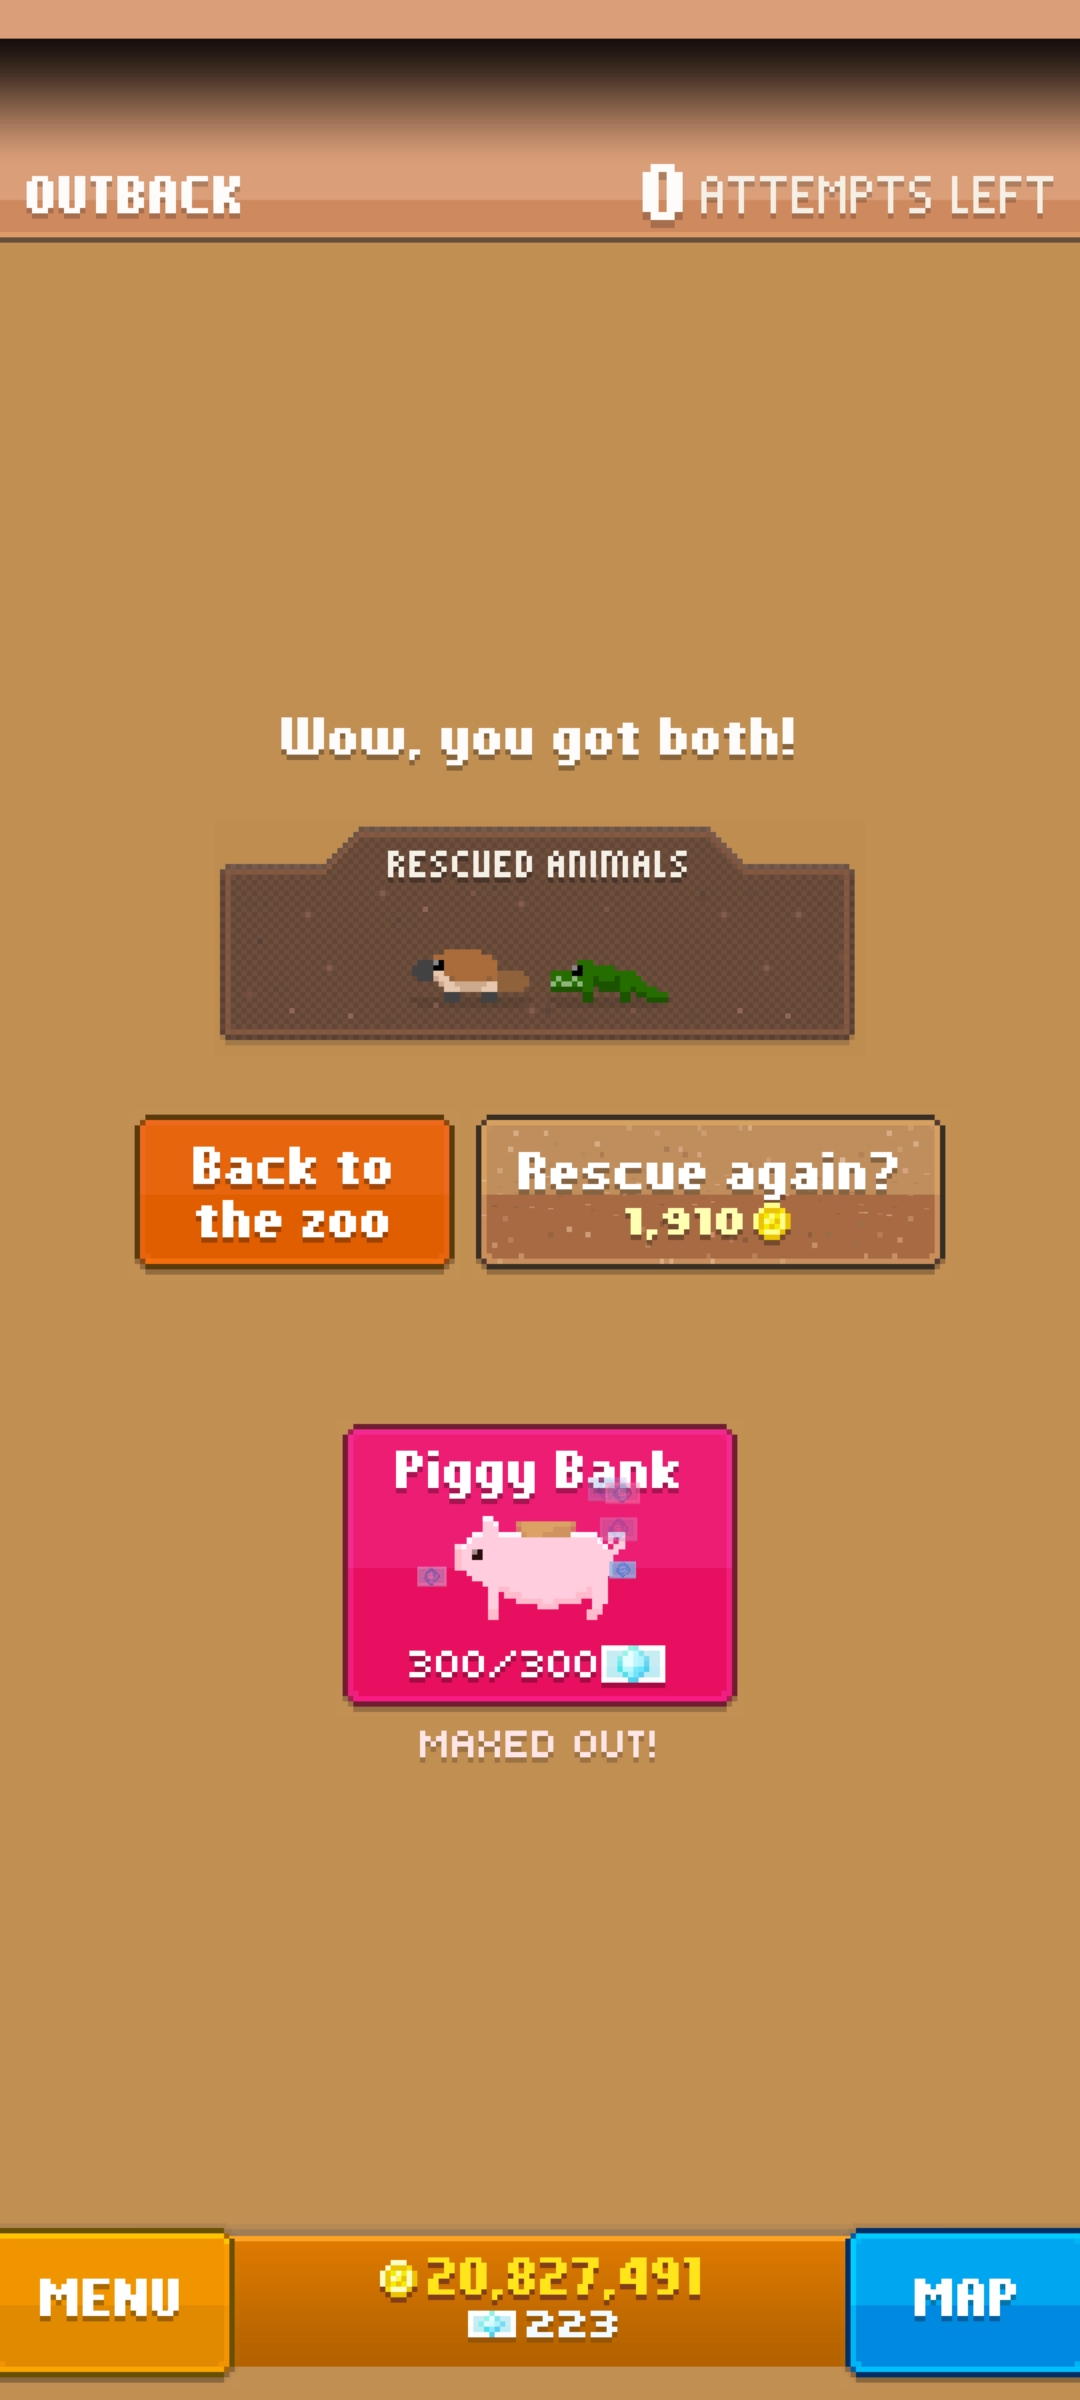 OUTBACK
0 ATTEMPTS LEFT
Wow, you got both!
RESCUED ANIMALS
Back to
the zoo
Rescue again?
1,910
Piggy Bank
300/300
MAXED OUT!
MENU
20,827,491
223
MAP